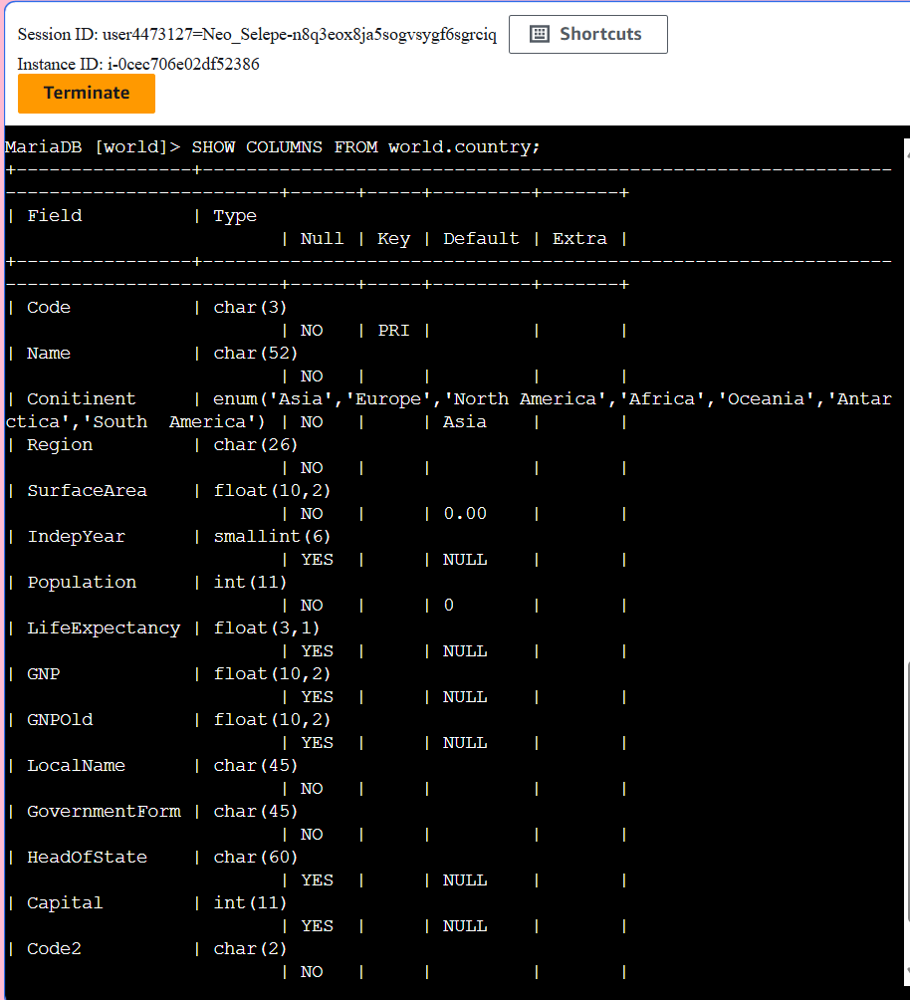 Session ID: user4473127=Neo_Selepe-n8q3eox8ja5sogvsygf6sgrciq
Shortcuts
Instance ID: i-0cec706e02df52386
Terminate
MariaDB [world]> SHOW COLUMNS FROM world.country;
+----------------+---------------------------------------------------------------
-------------------------+------+-----+---------+-------+
| Field          | Type
                         | Null | Key | Default | Extra |
+----------------+---------------------------------------------------------------
-------------------------+------+-----+---------+-------+
| Code           | char(3)
                         | NO   | PRI |         |       |
| Name           | char(52)
                         | NO   |     |         |       |
| Conitinent     | enum('Asia','Europe','North America','Africa','Oceania','Antar
ctica','South  America') | NO   |     | Asia    |       |
| Region         | char(26)
                         | NO   |     |         |       |
| SurfaceArea    | float(10,2)
                         | NO   |     | 0.00    |       |
| IndepYear      | smallint(6)
                         | YES  |     | NULL    |       |
| Population     | int(11)
                         | NO   |     | 0       |       |
| LifeExpectancy | float(3,1)
                         | YES  |     | NULL    |       |
| GNP            | float(10,2)
                         | YES  |     | NULL    |       |
| GNPOld         | float(10,2)
                         | YES  |     | NULL    |       |
| LocalName      | char(45)
                         | NO   |     |         |       |
| GovernmentForm | char(45)
                         | NO   |     |         |       |
| HeadOfState    | char(60)
                         | YES  |     | NULL    |       |
| Capital        | int(11)
                         | YES  |     | NULL    |       |
| Code2          | char(2)
                         | NO   |     |         |       |